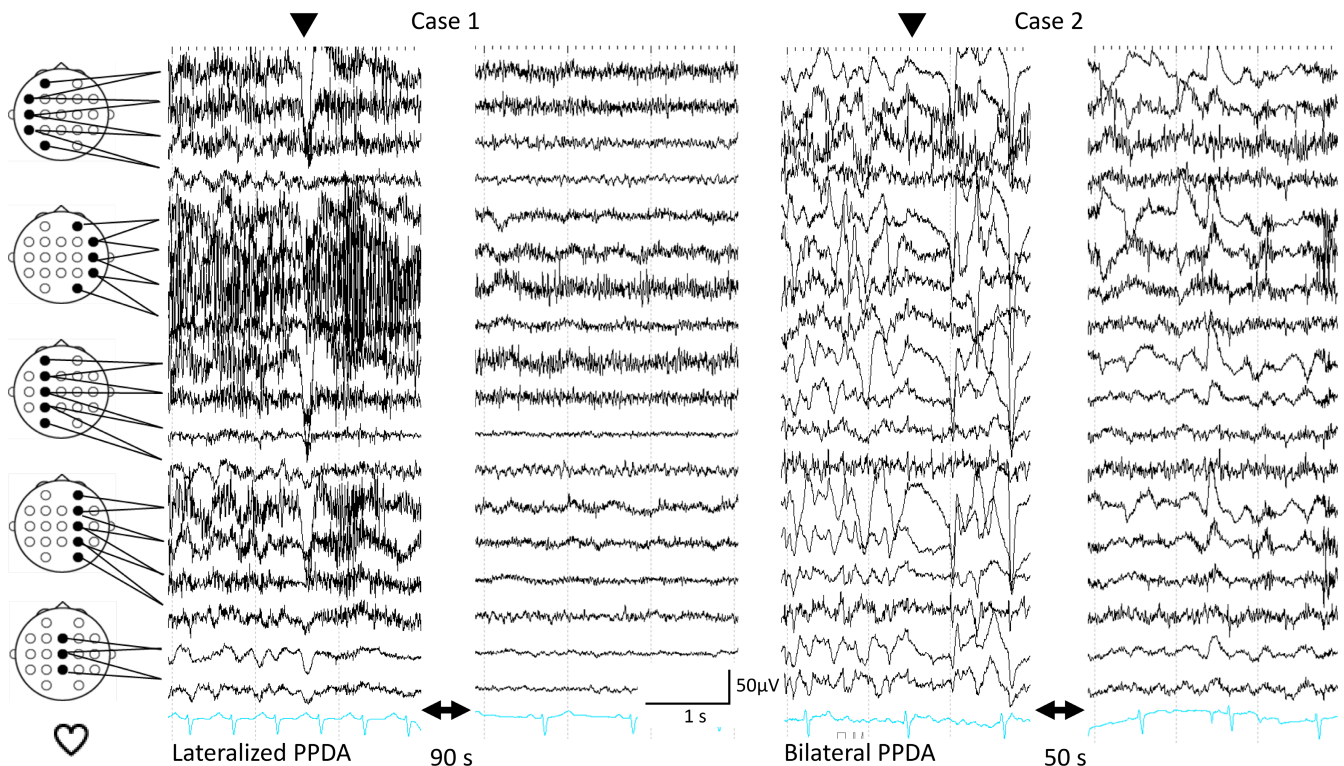 Case 1
Case 2
50μV
1 s
Lateralized PPDA
90 s
Bilateral PPDA
50 s